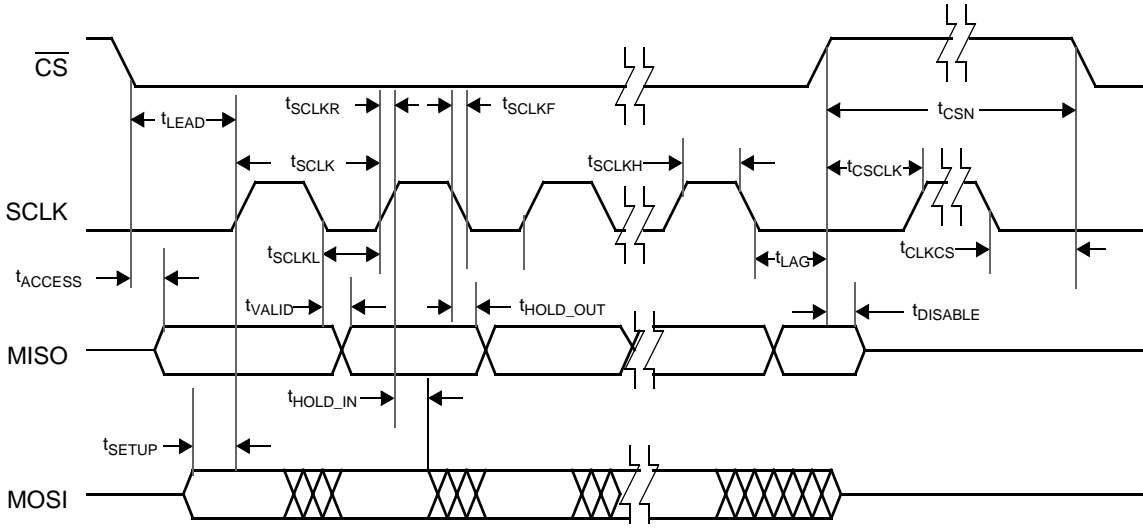 CS
tSCLKR
tSCLKF
tLEAD
tCSN
tSCLK
tSCLKH
tCSCLK
SCLK
tSCLKL
tLAG
tCLKCS
tACCESS
tVALID
tHOLD_OUT
tDISABLE
MISO
tHOLD_IN
tSETUP
MOSI